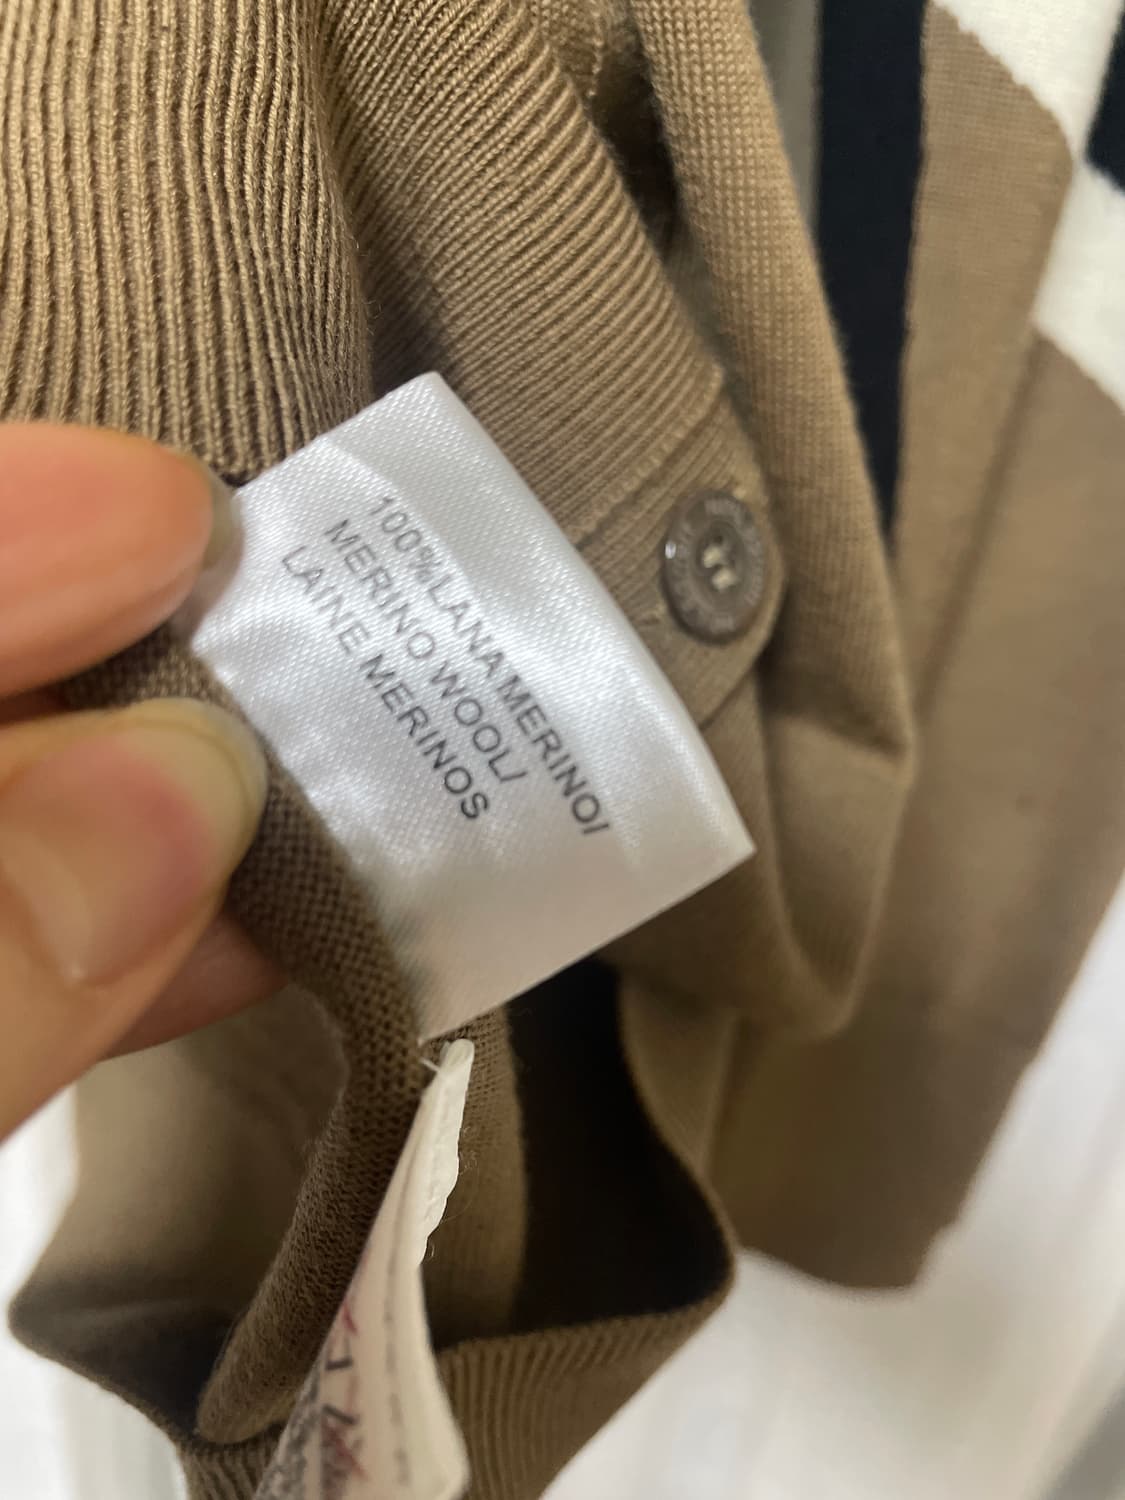 100%LANA MERINO/
MERINO WOOL/
LAINE MERINOS